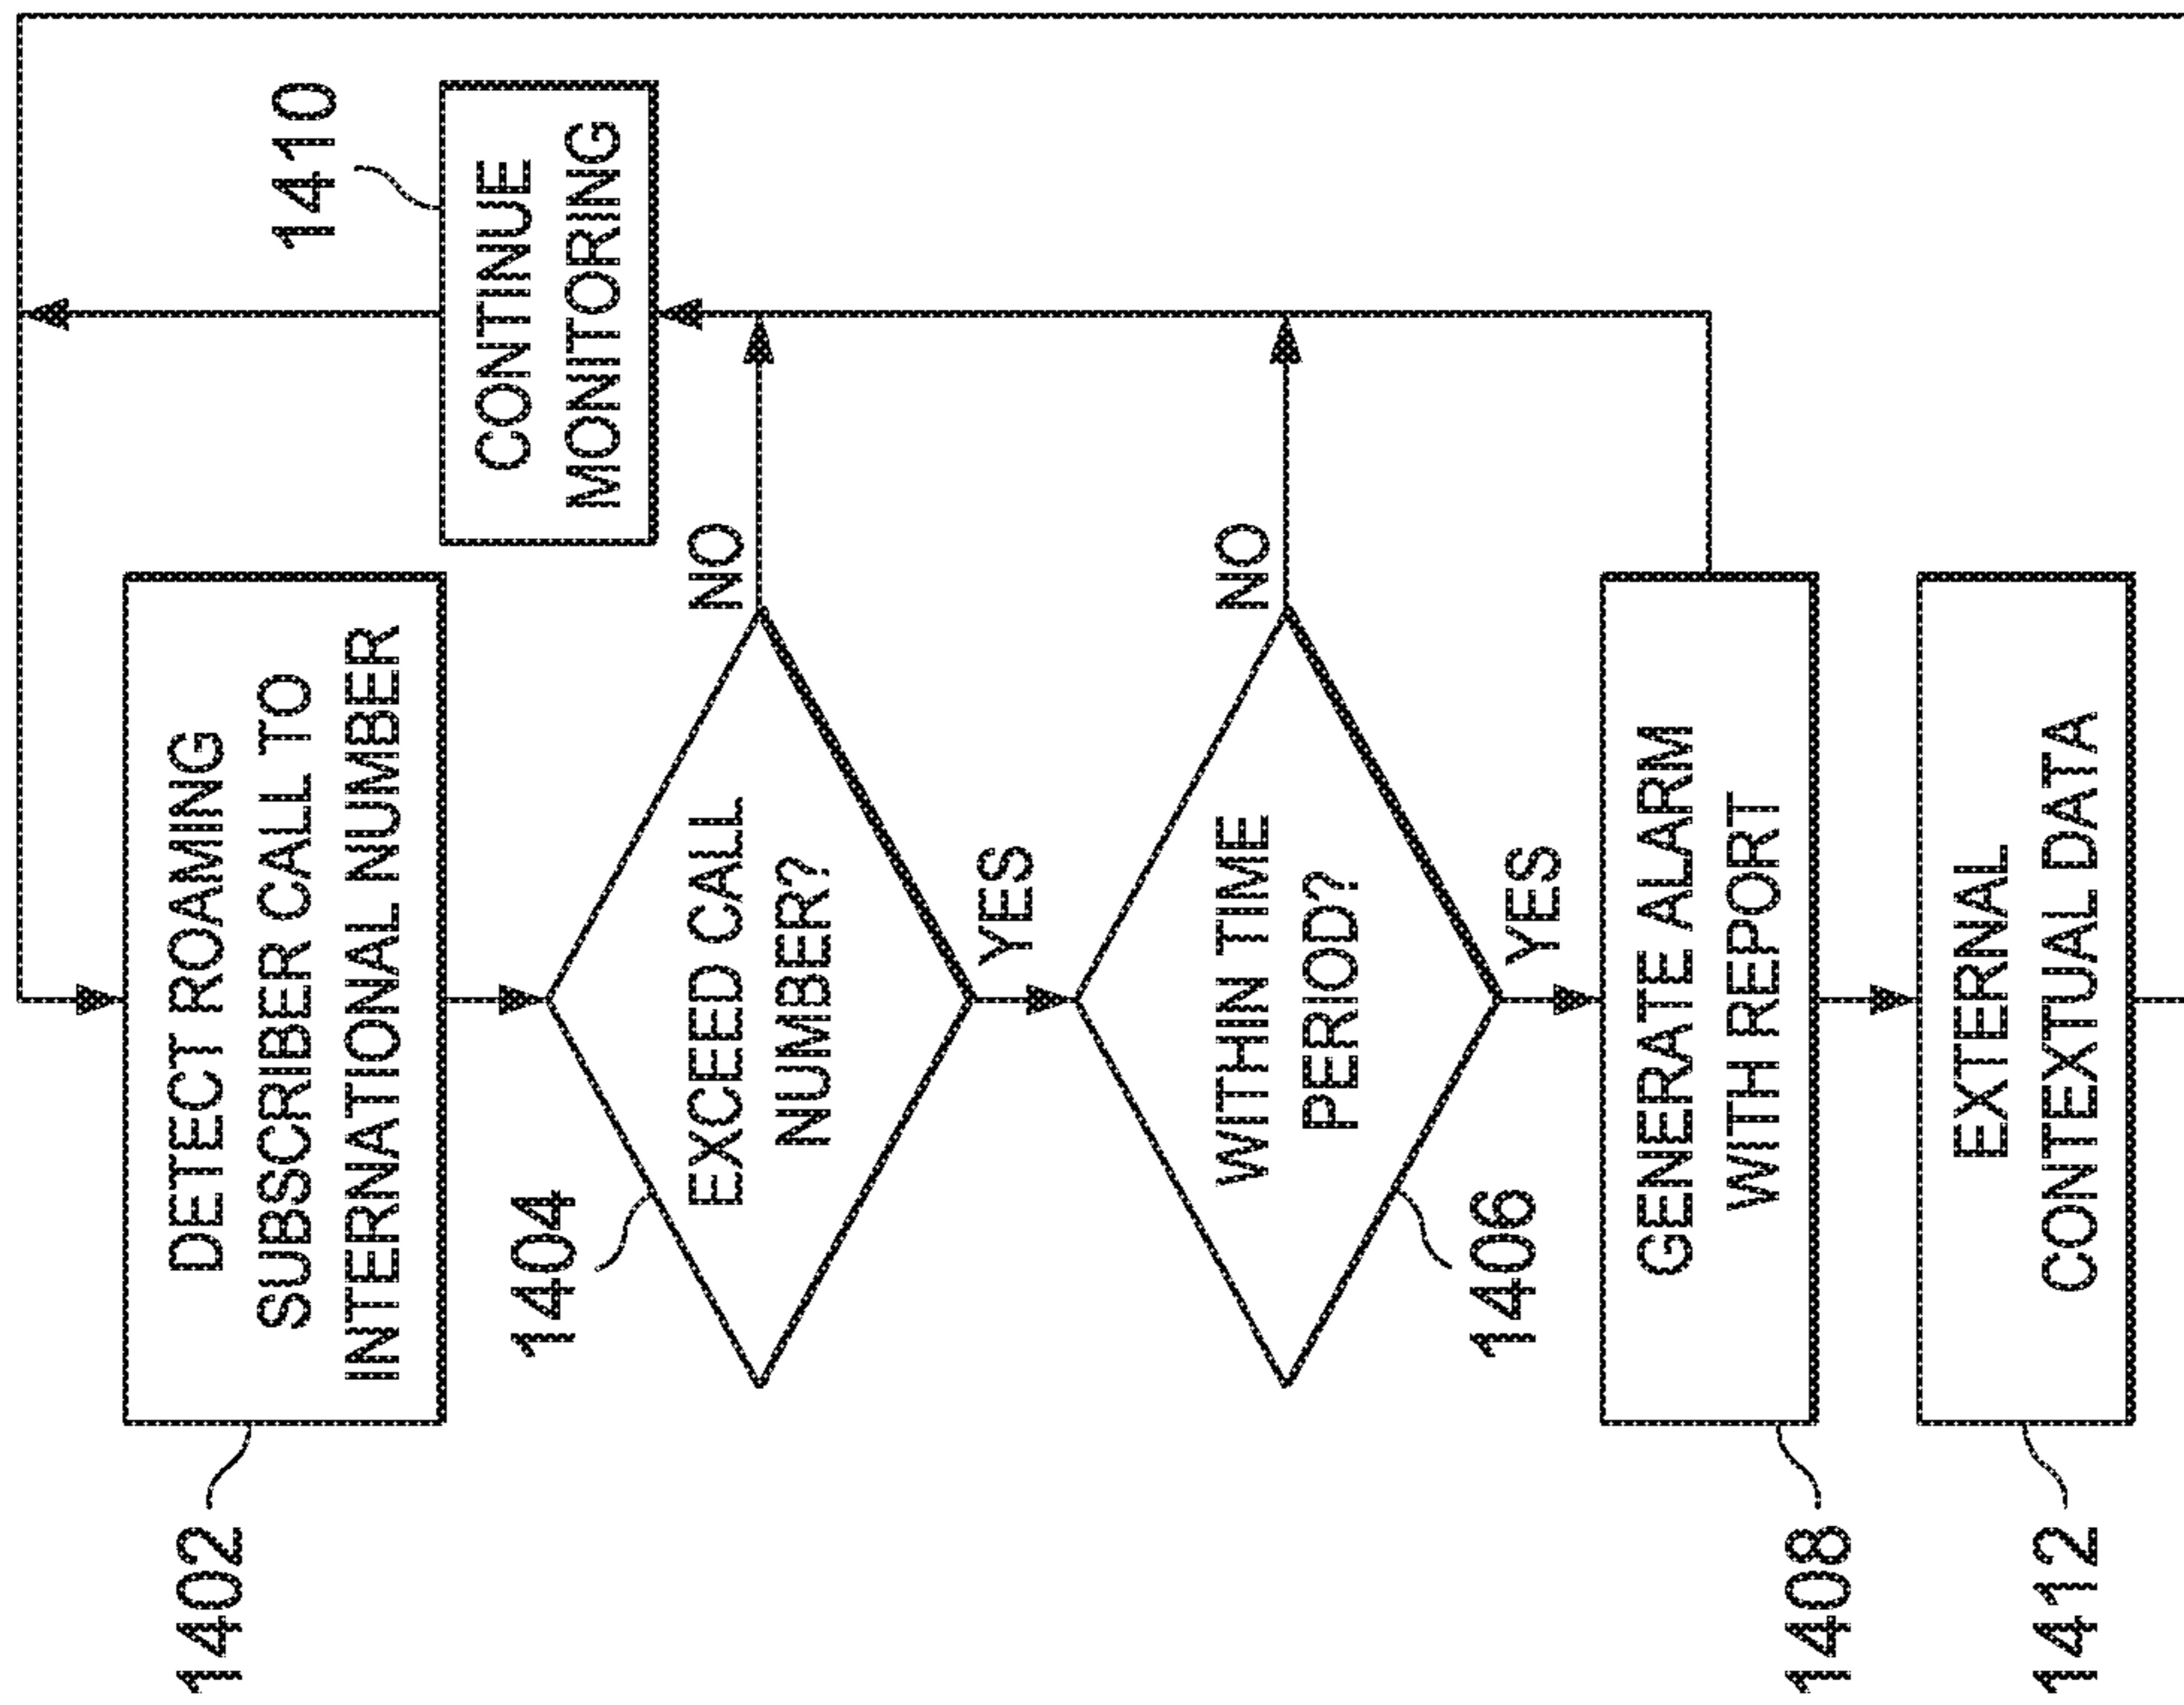 1402
DETECT ROAMING
SUBSCRIBER CALL TO
INTERNATIONAL NUMBER
1410
CONTINUE
MONITORING
1404
EXCEED CALL
NUMBER?
NO
YES
WITHIN TIME
PERIOD?
NO
1406
YES
1408
GENERATE ALARM
WITH REPORT
1412
EXTERNAL
CONTEXTUAL DATA